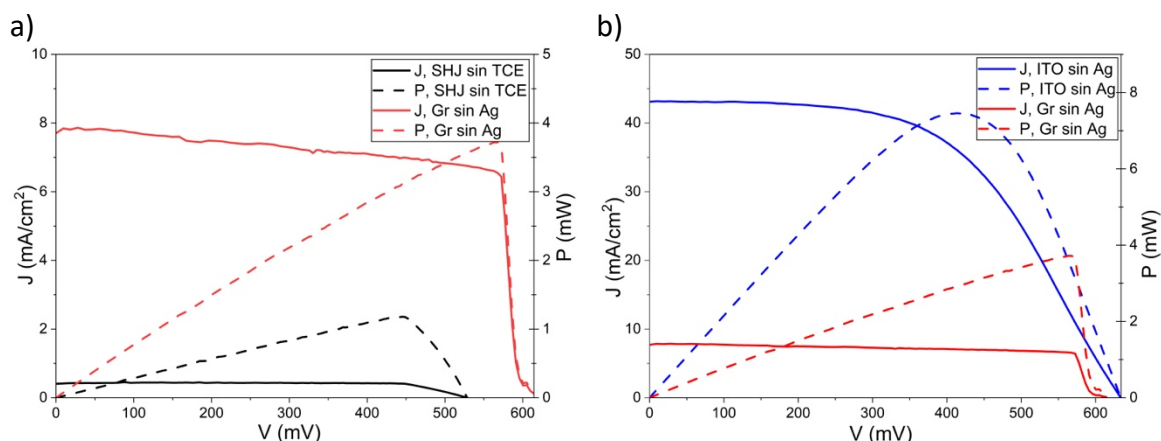 a)
10
8
6
4
2
0
J (mA/cm²)
5
4
3
2
1
0
P (mW)
J, SHJ sin TCE
P, SHJ sin TCE
J, Gr sin Ag
P, Gr sin Ag
0 100 200 300 400 500 600
V (mV)
b)
50
40
30
20
10
0
J (mA/cm²)
8
6
4
2
0
P (mW)
J, ITO sin Ag
P, ITO sin Ag
J, Gr sin Ag
P, Gr sin Ag
0 100 200 300 400 500 600
V (mV)